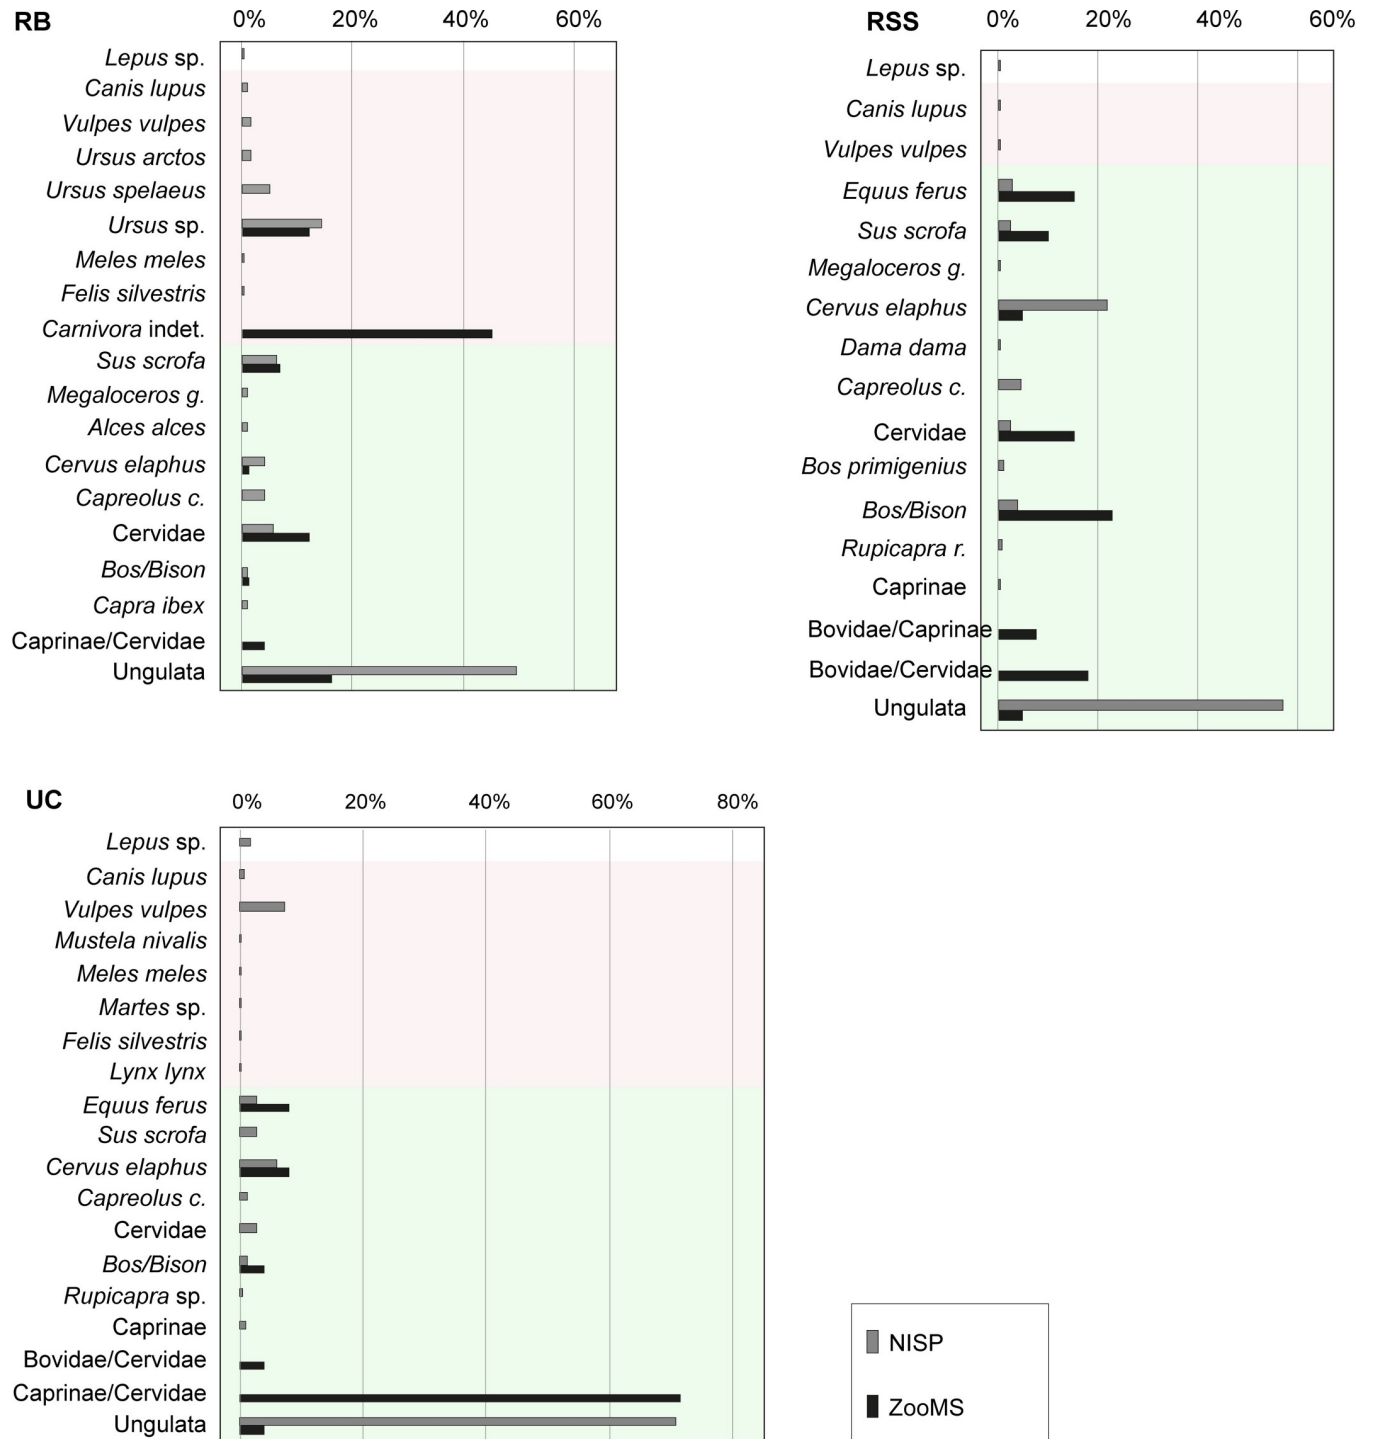 RB 0% 20% 40% 60%
Lepus sp.
Canis lupus
Vulpes vulpes
Ursus arctos
Ursus spelaeus
Ursus sp.
Meles meles
Felis silvestris
Carnivora indet.
Sus scrofa
Megaloceros g.
Alces alces
Cervus elaphus
Capreolus c.
Cervidae
Bos/Bison
Capra ibex
Caprinae/Cervidae
Ungulata
RSS 0% 20% 40% 60%
Lepus sp.
Canis lupus
Vulpes vulpes
Equus ferus
Sus scrofa
Megaloceros g.
Cervus elaphus
Dama dama
Capreolus c.
Cervidae
Bos primigenius
Bos/Bison
Rupicapra r.
Caprinae
Bovidae/Caprinae
Bovidae/Cervidae
Ungulata
UC 0% 20% 40% 60% 80%
Lepus sp.
Canis lupus
Vulpes vulpes
Mustela nivalis
Meles meles
Martes sp.
Felis silvestris
Lynx lynx
Equus ferus
Sus scrofa
Cervus elaphus
Capreolus c.
Cervidae
Bos/Bison
Rupicapra sp.
Caprinae
Bovidae/Cervidae
Caprinae/Cervidae
Ungulata
NISP
ZooMS